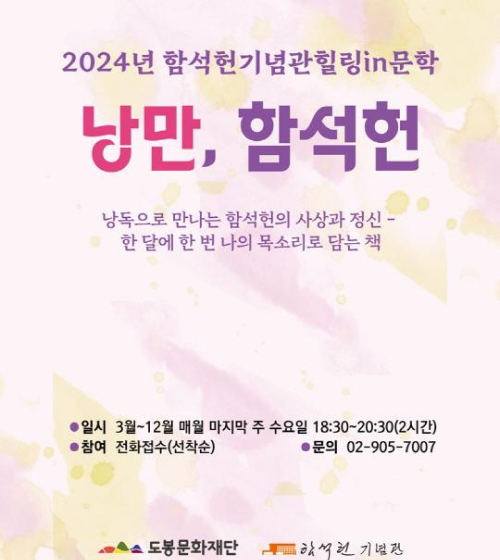 2024년 함석헌기념관힐링in문학
낭만, 함석헌
낭독으로 만나는 함석헌의 사상과 정신 -
한 달에 한 번 나의 목소리로 담는 책
●일시 3월~12월 매월 마지막 주 수요일 18:30~20:30(2시간)
●참여 전화접수(선착순) ●문의 02-905-7007
도봉문화재단 함석헌 기념관